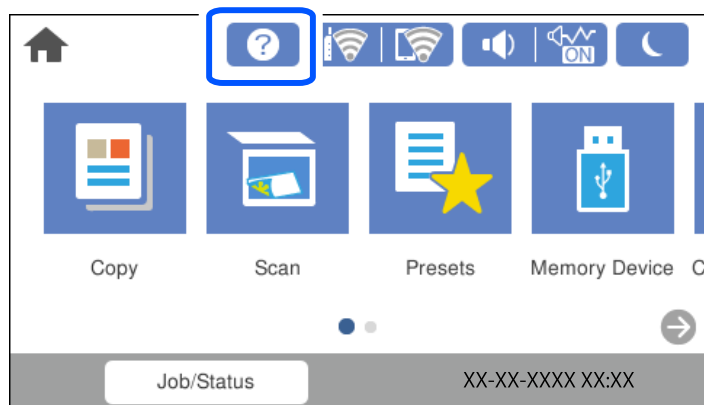 ?
ON
Copy Scan Presets Memory Device C
Job/Status XX-XX-XXXX XX:XX